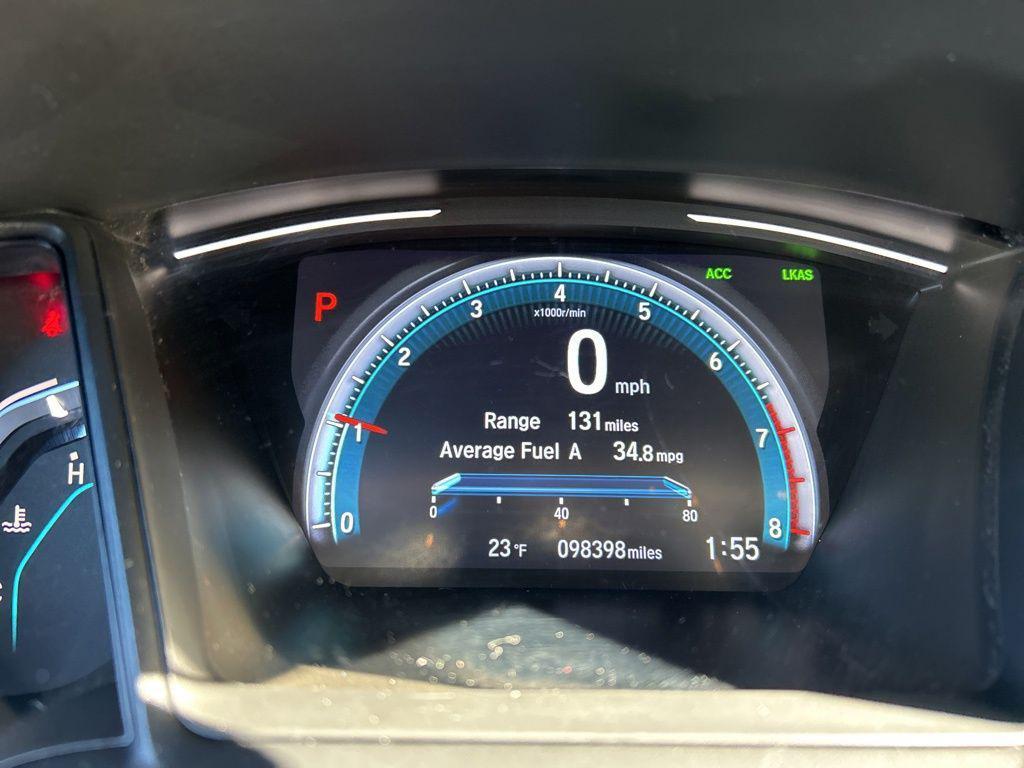 ACC LKAS
P
x1000r/min
0 1 2 3 4 5 6 7 8
0 mph
Range 131 miles
Average Fuel A 34.8 mpg
H
0 40 80
23 °F 098398 miles 1:55